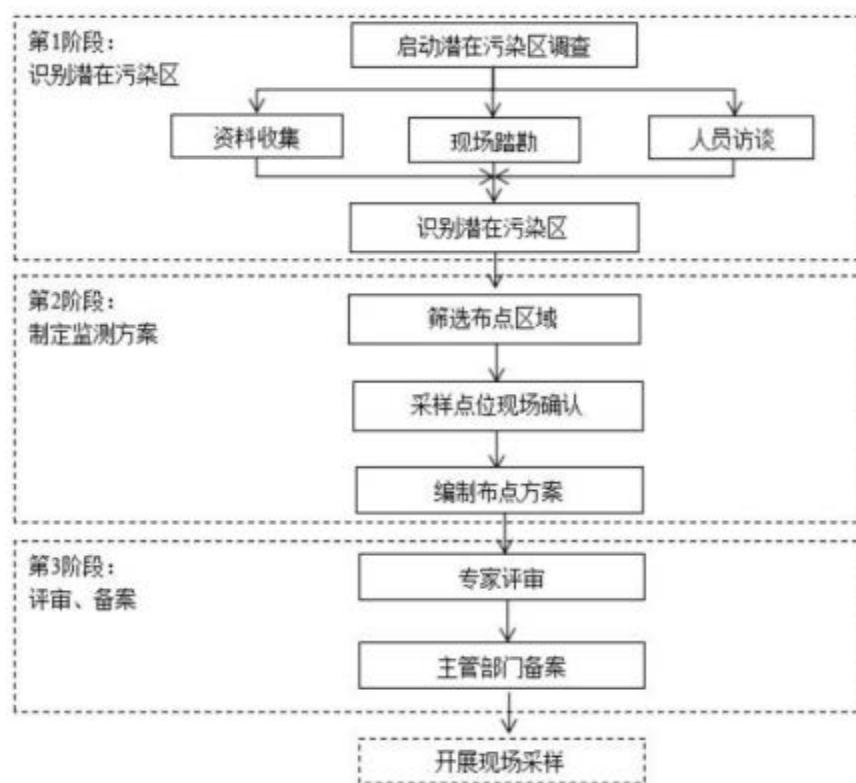 第1阶段：
识别潜在污染区
启动潜在污染区调查
资料收集
现场踏勘
人员访谈
识别潜在污染区
第2阶段：
制定监测方案
筛选布点区域
采样点位现场确认
编制布点方案
第3阶段：
评审、备案
专家评审
主管部门备案
开展现场采样